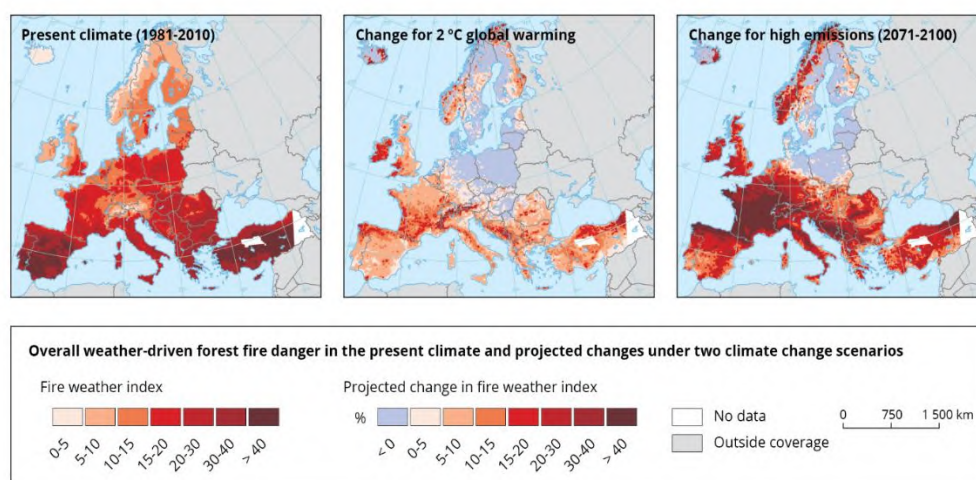 Present climate (1981-2010)
Change for 2 °C global warming
Change for high emissions (2071-2100)
Overall weather-driven forest fire danger in the present climate and projected changes under two climate change scenarios
Fire weather index
0-5 5-10 10-15 15-20 20-30 30-40 > 40
Projected change in fire weather index
%
< 0 0-5 5-10 10-15 15-20 20-30 30-40 > 40
No data
Outside coverage
0 750 1 500 km